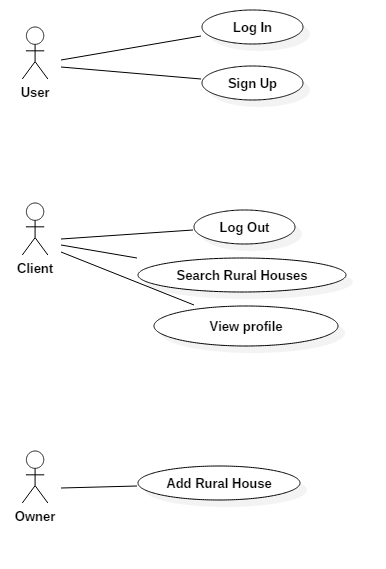 Log In
Sign Up
User
Log Out
Search Rural Houses
Client
View profile
Add Rural House
Owner